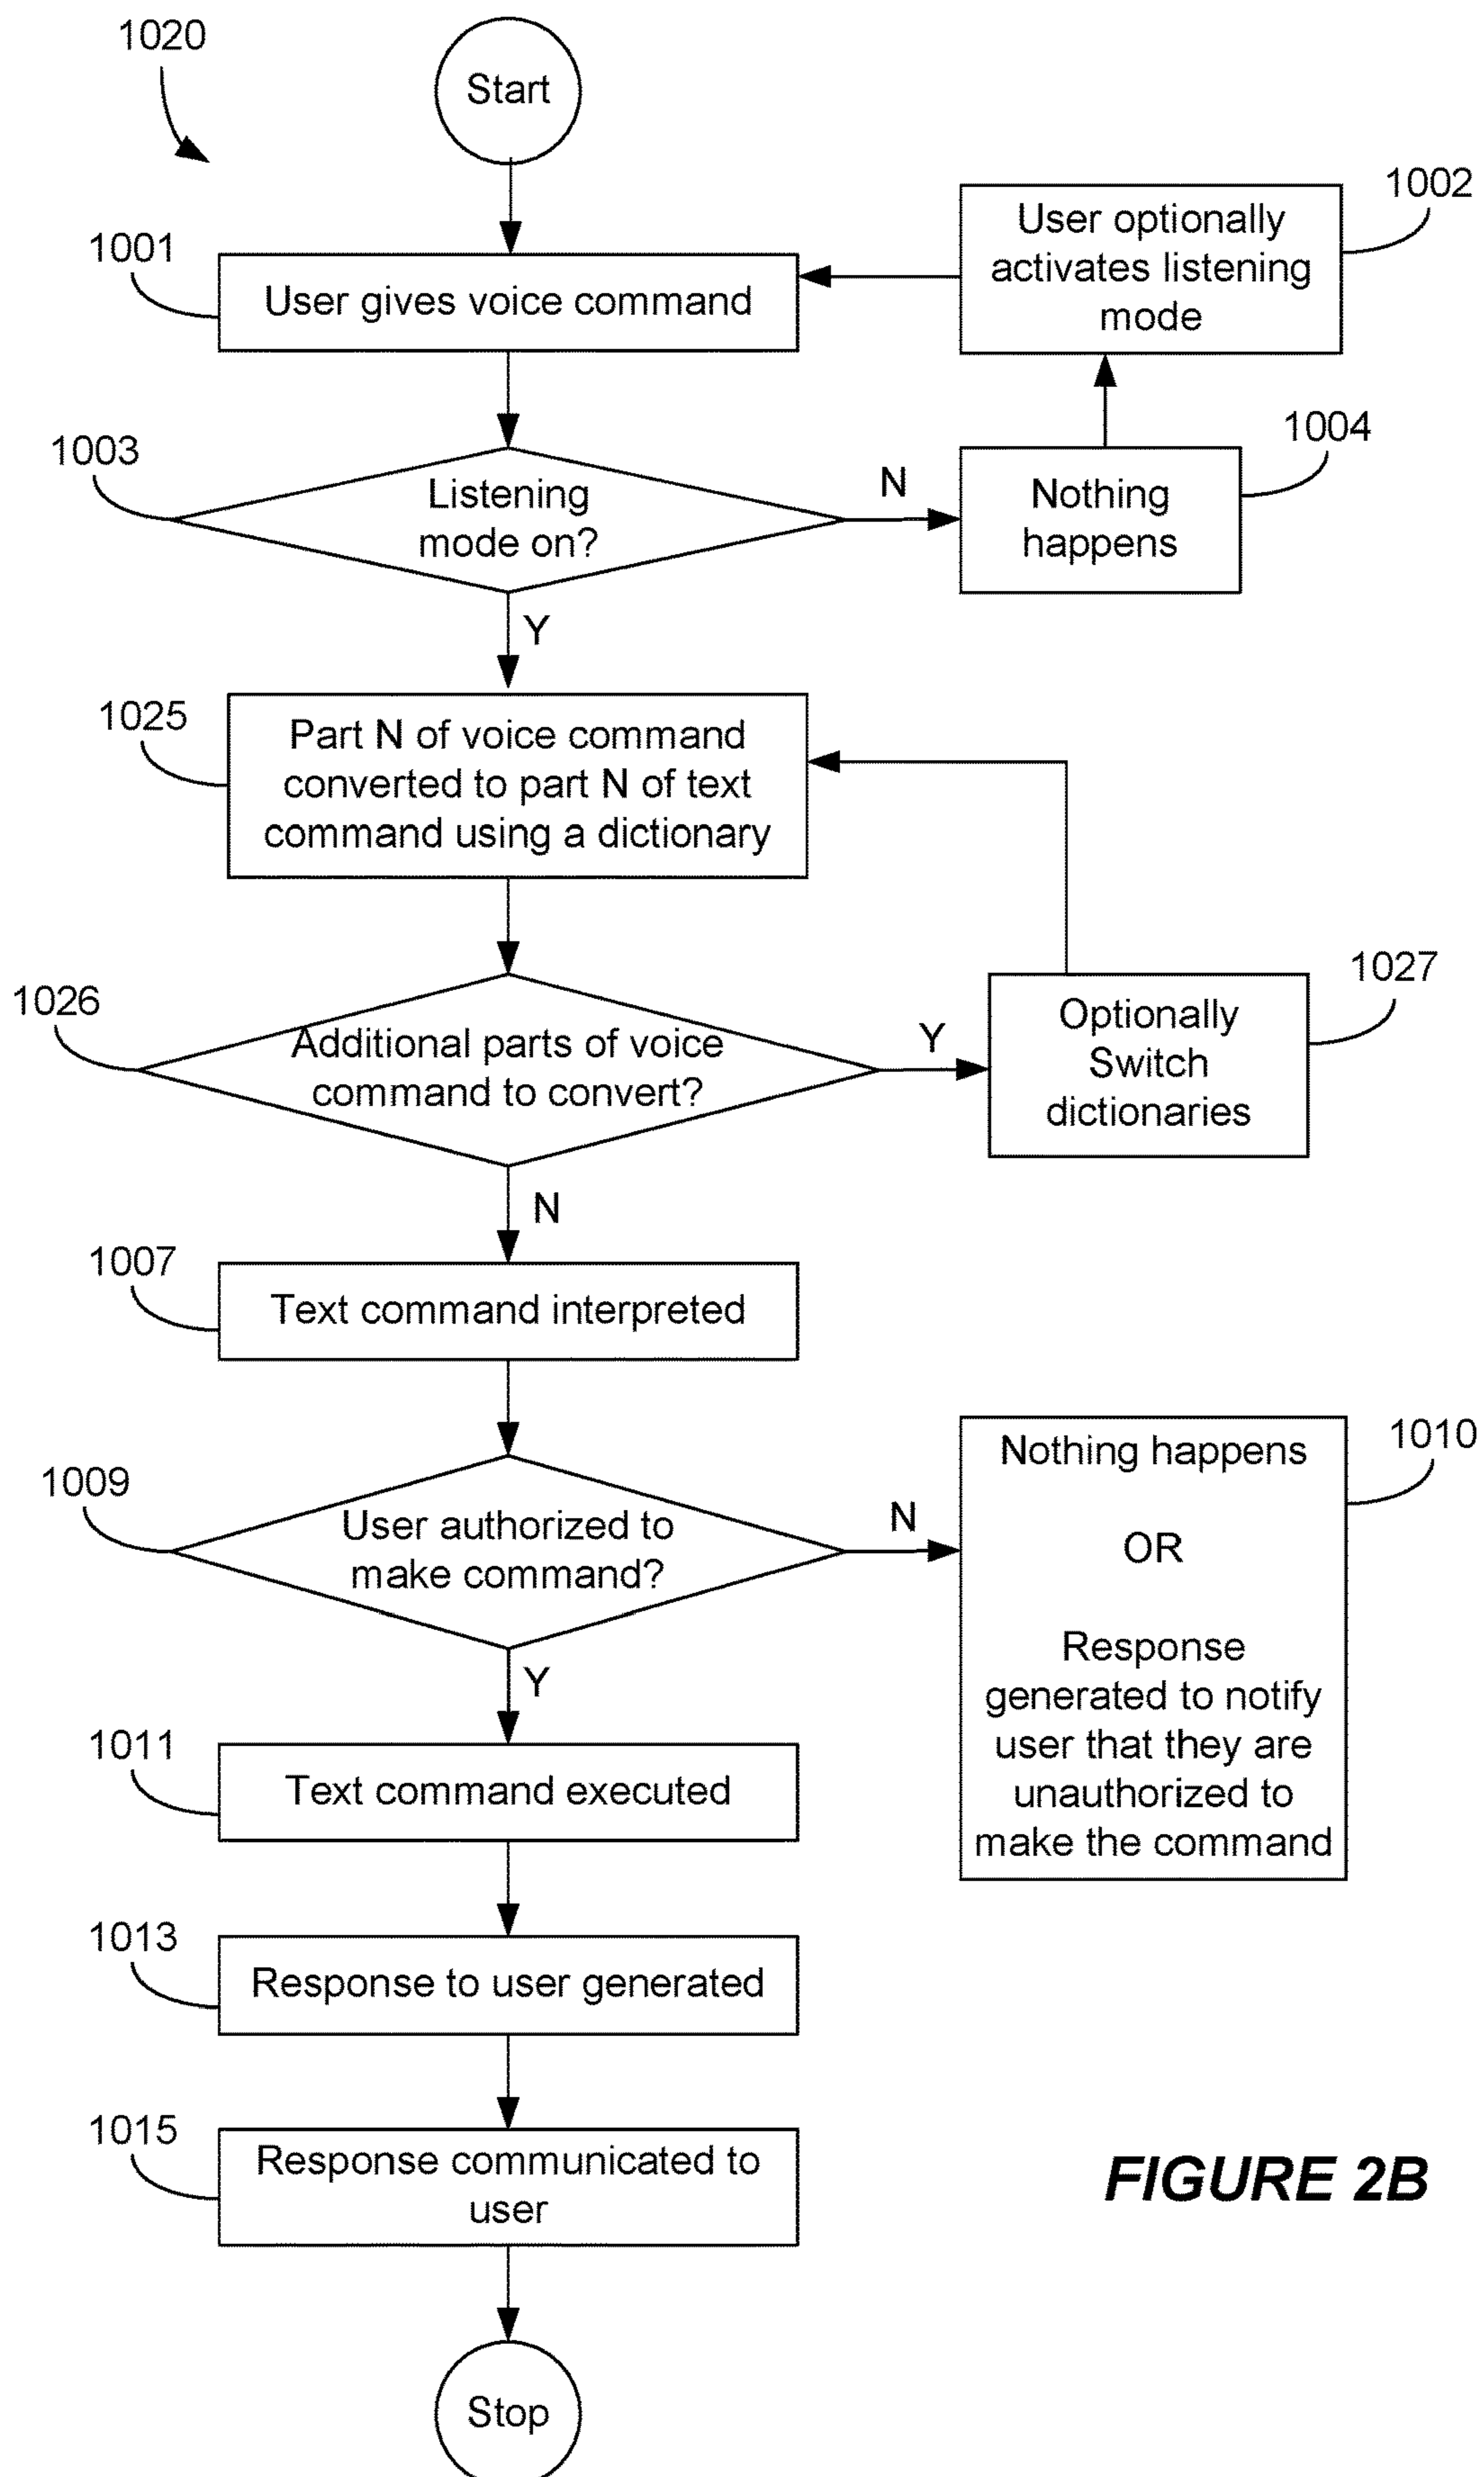 1020
Start
1002
User optionally
activates listening
mode
1001
User gives voice command
1004
Nothing
happens
1003
Listening
mode on?
N
Y
1025
Part N of voice command
converted to part N of text
command using a dictionary
1027
Optionally
Switch
dictionaries
1026
Additional parts of voice
command to convert?
Y
N
1007
Text command interpreted
1010
Nothing happens
OR
Response
generated to notify
user that they are
unauthorized to
make the command
1009
User authorized to
make command?
N
Y
1011
Text command executed
1013
Response to user generated
1015
Response communicated to
user
FIGURE 2B
Stop